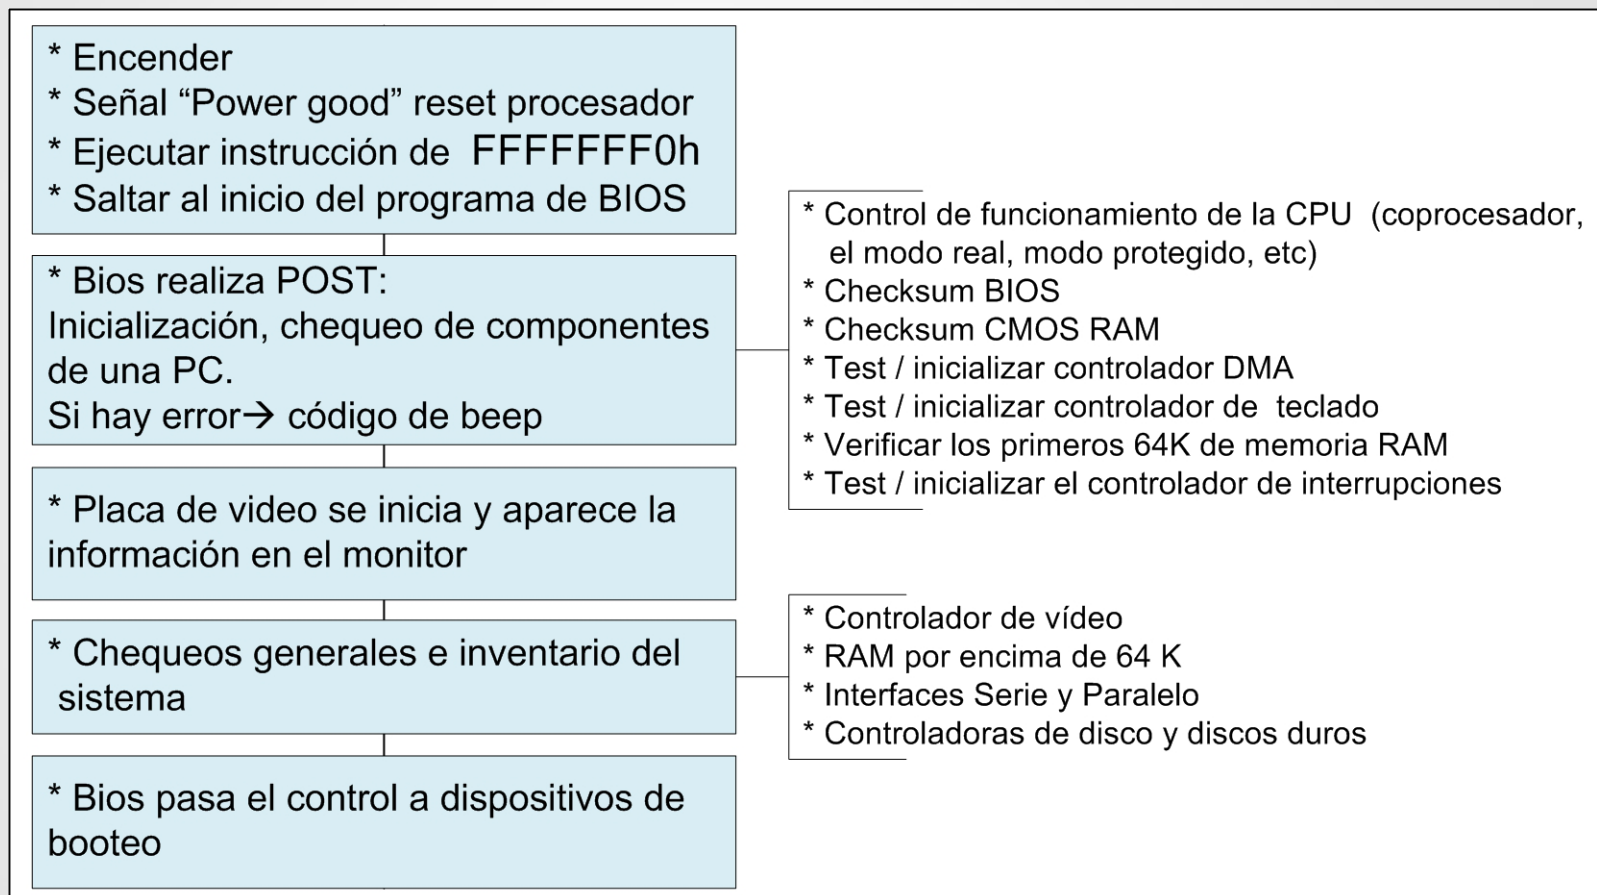 * Encender
* Señal “Power good” reset procesador
* Ejecutar instrucción de FFFFFFF0h
* Saltar al inicio del programa de BIOS
* Bios realiza POST:
Inicialización, chequeo de componentes
de una PC.
Si hay error→ código de beep
* Control de funcionamiento de la CPU (coprocesador,
el modo real, modo protegido, etc)
* Checksum BIOS
* Checksum CMOS RAM
* Test / inicializar controlador DMA
* Test / inicializar controlador de teclado
* Verificar los primeros 64K de memoria RAM
* Test / inicializar el controlador de interrupciones
* Placa de video se inicia y aparece la
información en el monitor
* Chequeos generales e inventario del
sistema
* Controlador de vídeo
* RAM por encima de 64 K
* Interfaces Serie y Paralelo
* Controladoras de disco y discos duros
* Bios pasa el control a dispositivos de
booteo